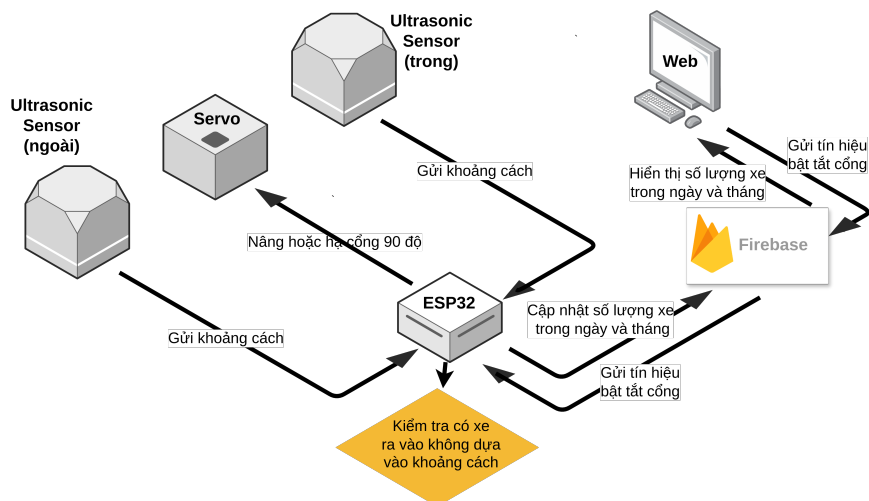 Ultrasonic
Sensor
(trong)
Web
Ultrasonic
Sensor
(ngoài)
Servo
Gửi tín hiệu
bật tắt cổng
Gửi khoảng cách
Hiển thị số lượng xe
trong ngày và tháng
Nâng hoặc hạ cổng 90 độ
Firebase
ESP32
Cập nhật số lượng xe
trong ngày và tháng
Gửi khoảng cách
Gửi tín hiệu
bật tắt cổng
Kiểm tra có xe
ra vào không dựa
vào khoảng cách